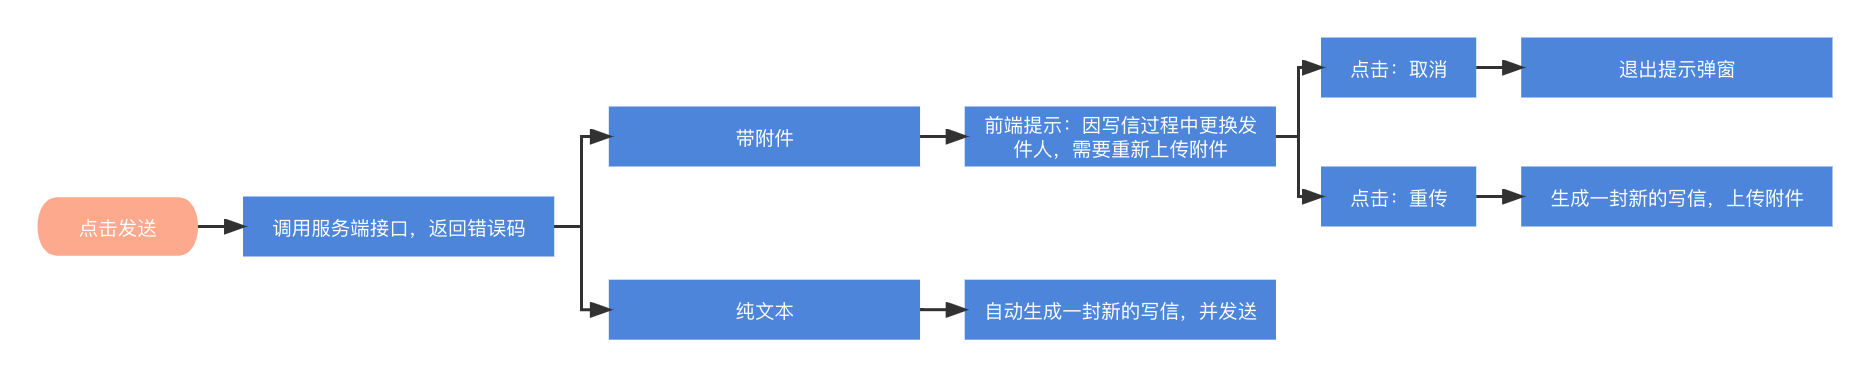 点击发送
调用服务端接口，返回错误码
带附件
前端提示：因写信过程中更换发
件人，需要重新上传附件
点击：取消
退出提示弹窗
点击：重传
生成一封新的写信，上传附件
纯文本
自动生成一封新的写信，并发送